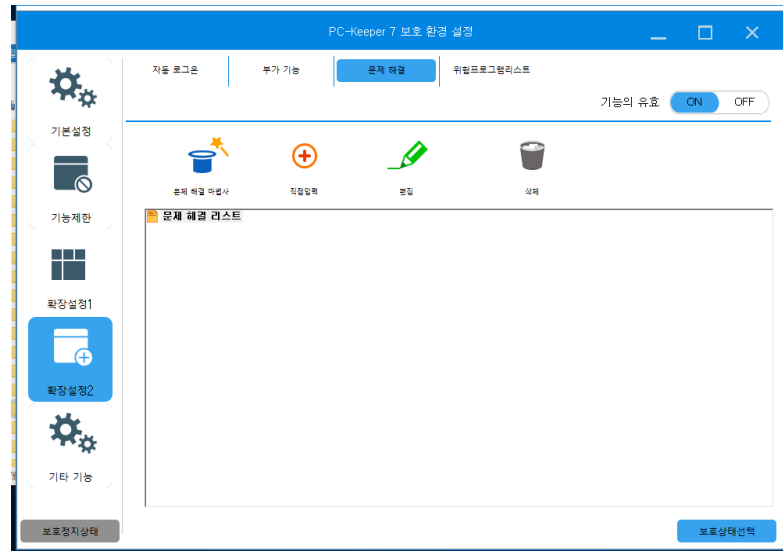 PC-Keeper 7 보호 환경 설정
자동 로그온
부가 기능
문제 해결
위험프로그램리스트
기능의 유효
ON
OFF
기본설정
기능제한
확장설정1
확장설정2
기타 기능
문제 해결 마법사
직접입력
편집
삭제
문제 해결 리스트
보호정지상태
보호상태선택